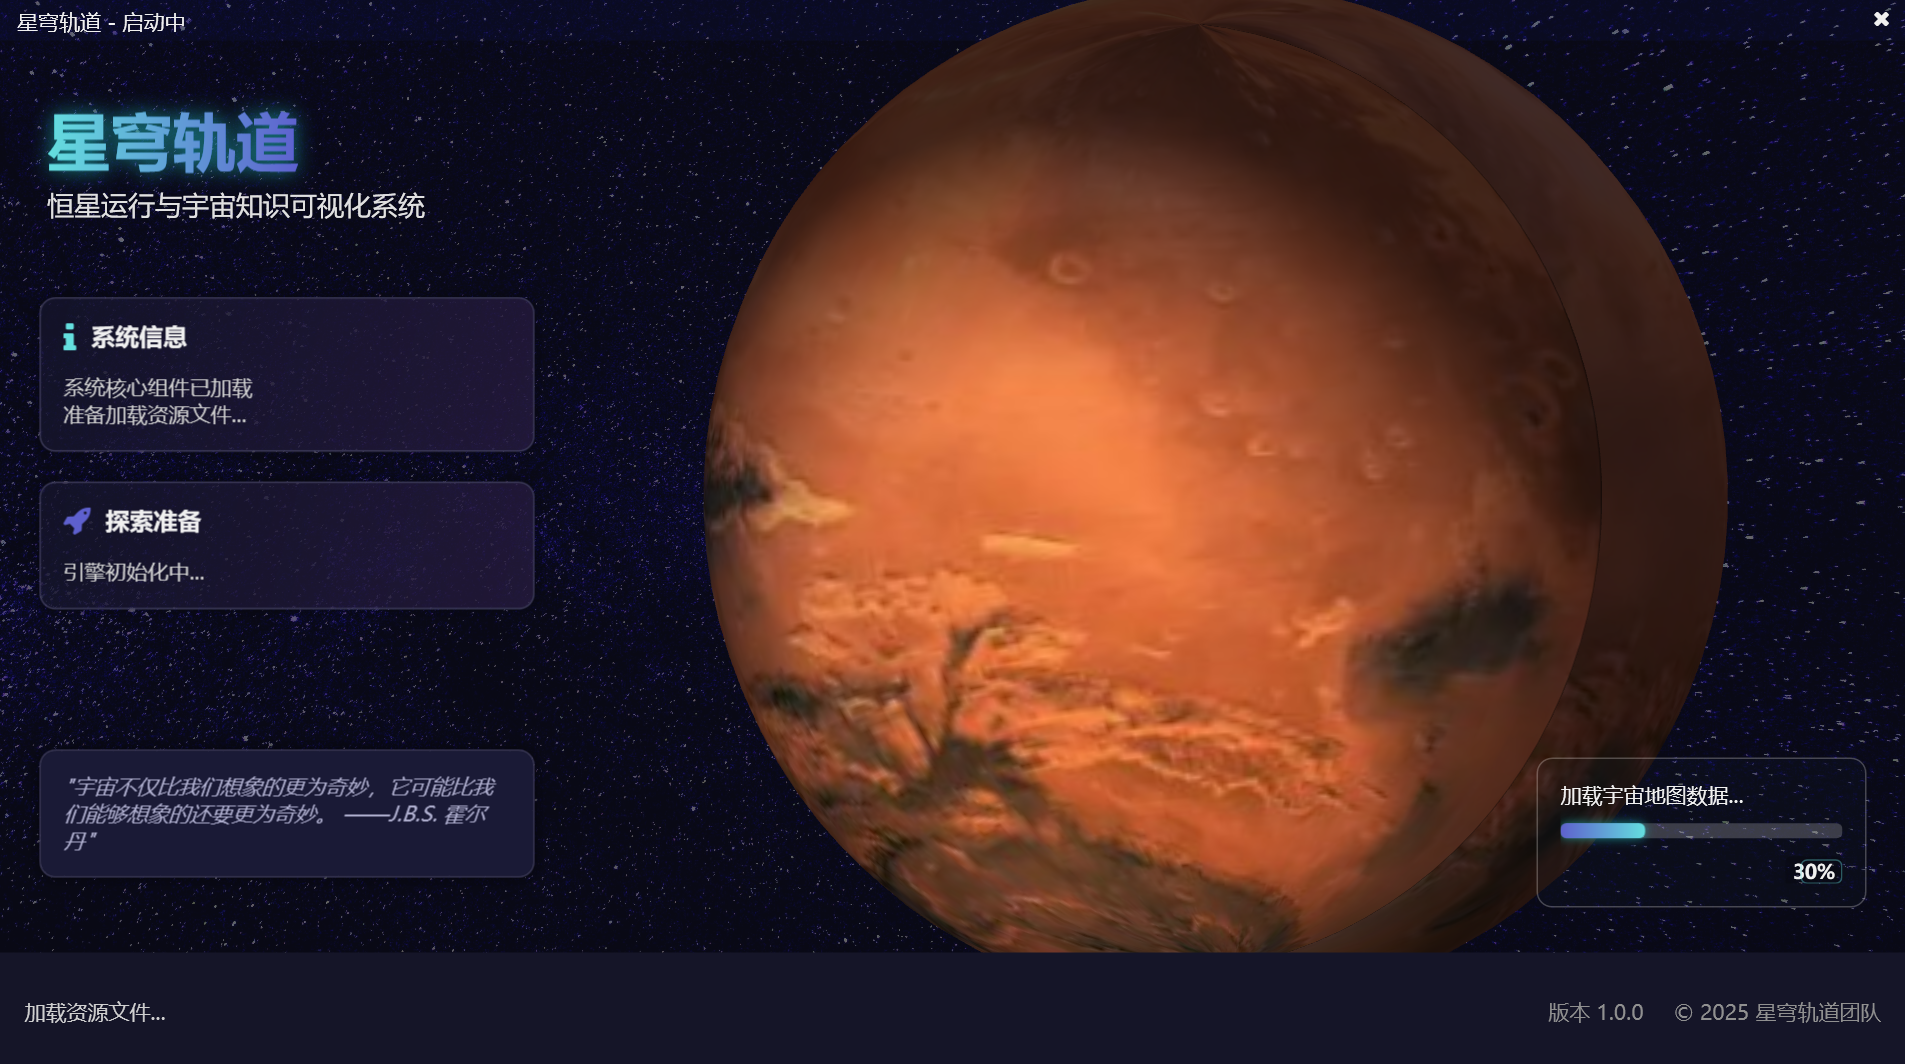 星穹轨道 - 启动中
星穹轨道
恒星运行与宇宙知识可视化系统
系统信息
系统核心组件已加载
准备加载资源文件...
探索准备
引擎初始化中...
"宇宙不仅比我们想象的更为奇妙，它可能比我
们能够想象的还要更为奇妙。 ——J.B.S. 霍尔
丹"
加载宇宙地图数据...
30%
加载资源文件...
版本 1.0.0
© 2025 星穹轨道团队